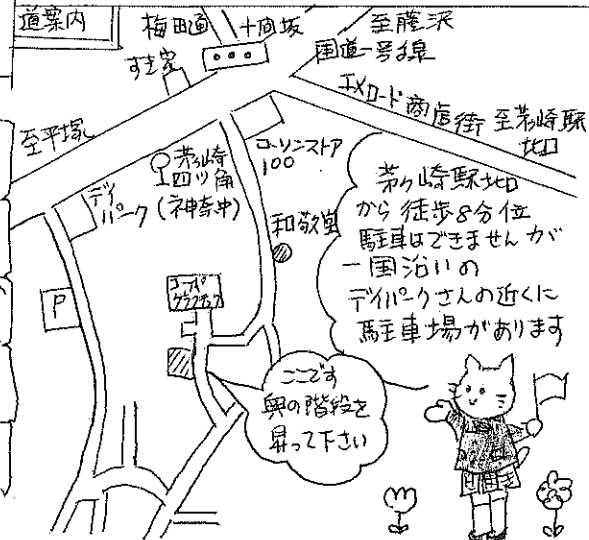 道案内
梅田通
十間坂
至藤沢
国道一号線
すき家
エメロード商店街
至茅崎駅
北口
至平塚
茅ヶ崎
四ツ角
(神奈中)
ローソンストア
100
デイ
パーク
和敬堂
P
茅ヶ崎駅北口
から徒歩8分位
駐車はできませんが
一国沿いの
デイパークさんの近くに
駐車場があります
ここです
奥の階段を
昇って下さい